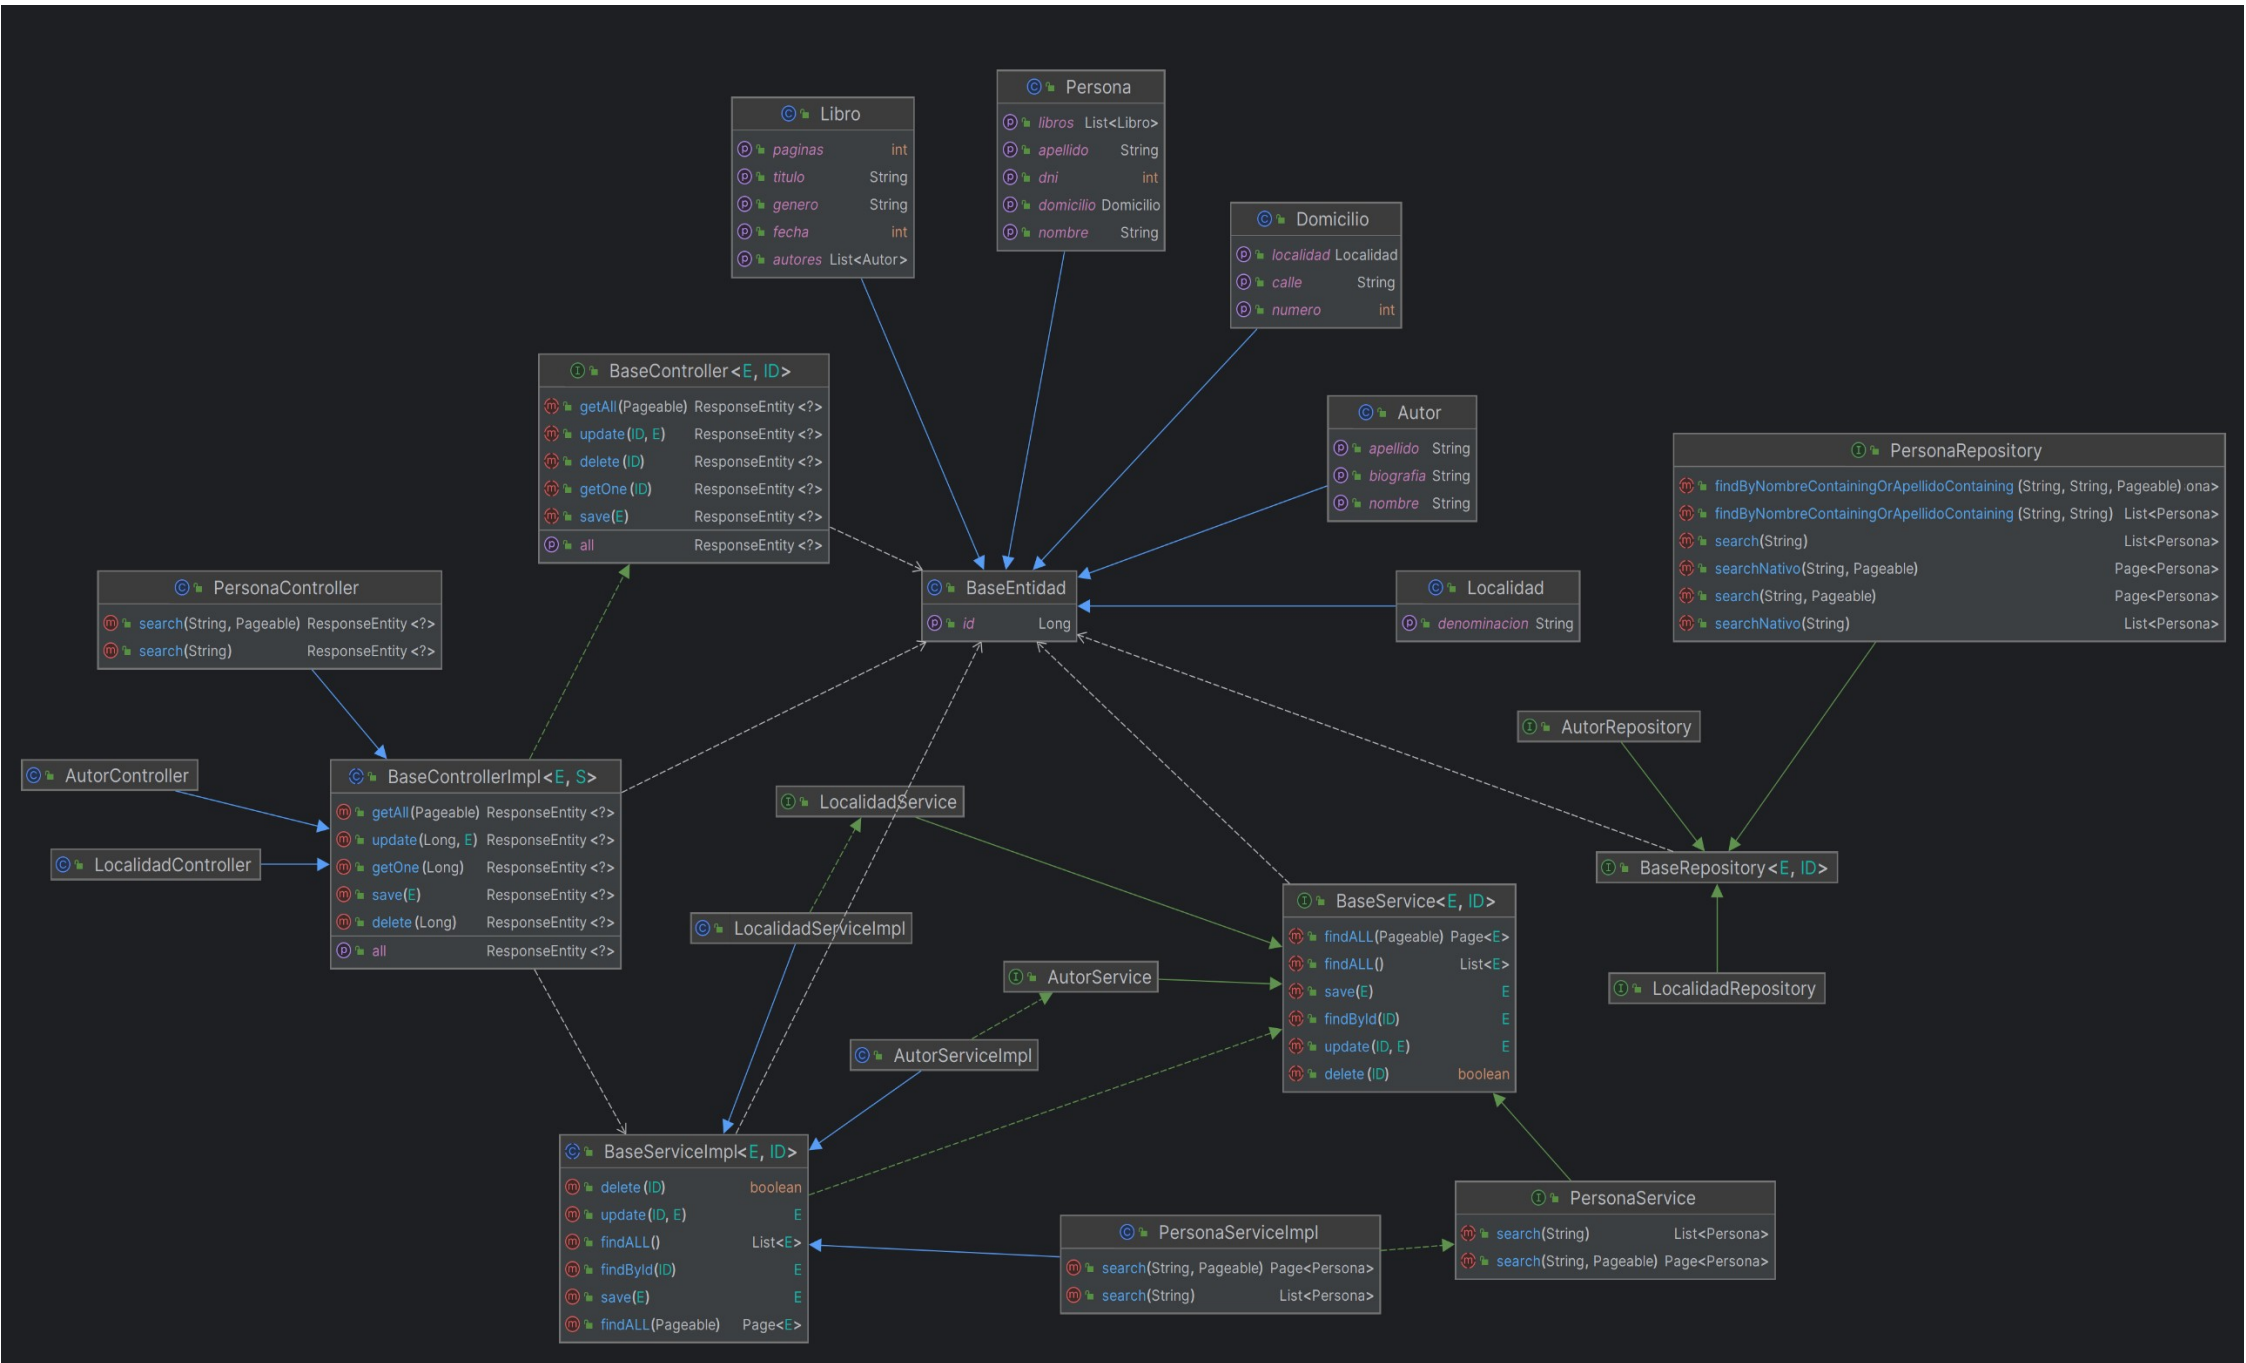 Persona
libros List<Libro>
apellido String
dni int
domicilio Domicilio
nombre String
Libro
paginas int
titulo String
genero String
fecha int
autores List<Autor>
Domicilio
localidad Localidad
calle String
numero int
BaseController<E, ID>
getAll(Pageable) ResponseEntity <?>
update(ID, E) ResponseEntity <?>
delete (ID) ResponseEntity <?>
getOne (ID) ResponseEntity <?>
save(E) ResponseEntity <?>
all ResponseEntity <?>
Autor
apellido String
biografia String
nombre String
PersonaRepository
findByNombreContainingOrApellidoContaining (String, String, Pageable) ona>
findByNombreContainingOrApellidoContaining (String, String) List<Persona>
search(String) List<Persona>
searchNativo(String, Pageable) Page<Persona>
search(String, Pageable) Page<Persona>
searchNativo(String) List<Persona>
PersonaController
search(String, Pageable) ResponseEntity <?>
search(String) ResponseEntity <?>
BaseEntidad
id Long
Localidad
denominacion String
AutorRepository
AutorController
BaseControllerImpl<E, S>
getAll(Pageable) ResponseEntity <?>
update(Long, E) ResponseEntity <?>
getOne (Long) ResponseEntity <?>
save(E) ResponseEntity <?>
delete (Long) ResponseEntity <?>
all ResponseEntity <?>
LocalidadService
LocalidadController
BaseRepository<E, ID>
BaseService<E, ID>
findALL(Pageable) Page<E>
findALL() List<E>
save(E) E
findById(ID) E
update(ID, E) E
delete (ID) boolean
LocalidadServiceImpl
AutorService
LocalidadRepository
AutorServiceImpl
BaseServiceImpl<E, ID>
delete (ID) boolean
update(ID, E) E
findALL() List<E>
findById(ID) E
save(E) E
findALL(Pageable) Page<E>
PersonaService
search(String) List<Persona>
search(String, Pageable) Page<Persona>
PersonaServiceImpl
search(String, Pageable) Page<Persona>
search(String) List<Persona>